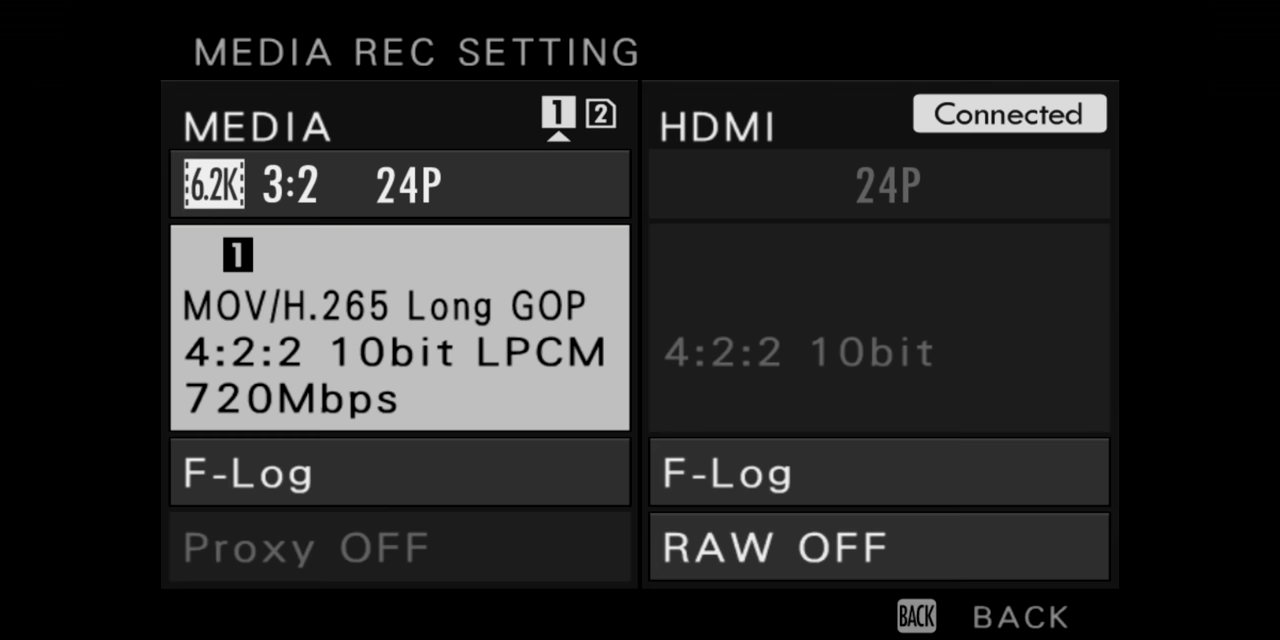 MEDIA REC SETTING
MEDIA 1 2
6.2K 3:2 24P
1
MOV/H.265 Long GOP
4:2:2 10bit LPCM
720Mbps
F-Log
Proxy OFF
HDMI Connected
24P
4:2:2 10bit
F-Log
RAW OFF
BACK BACK